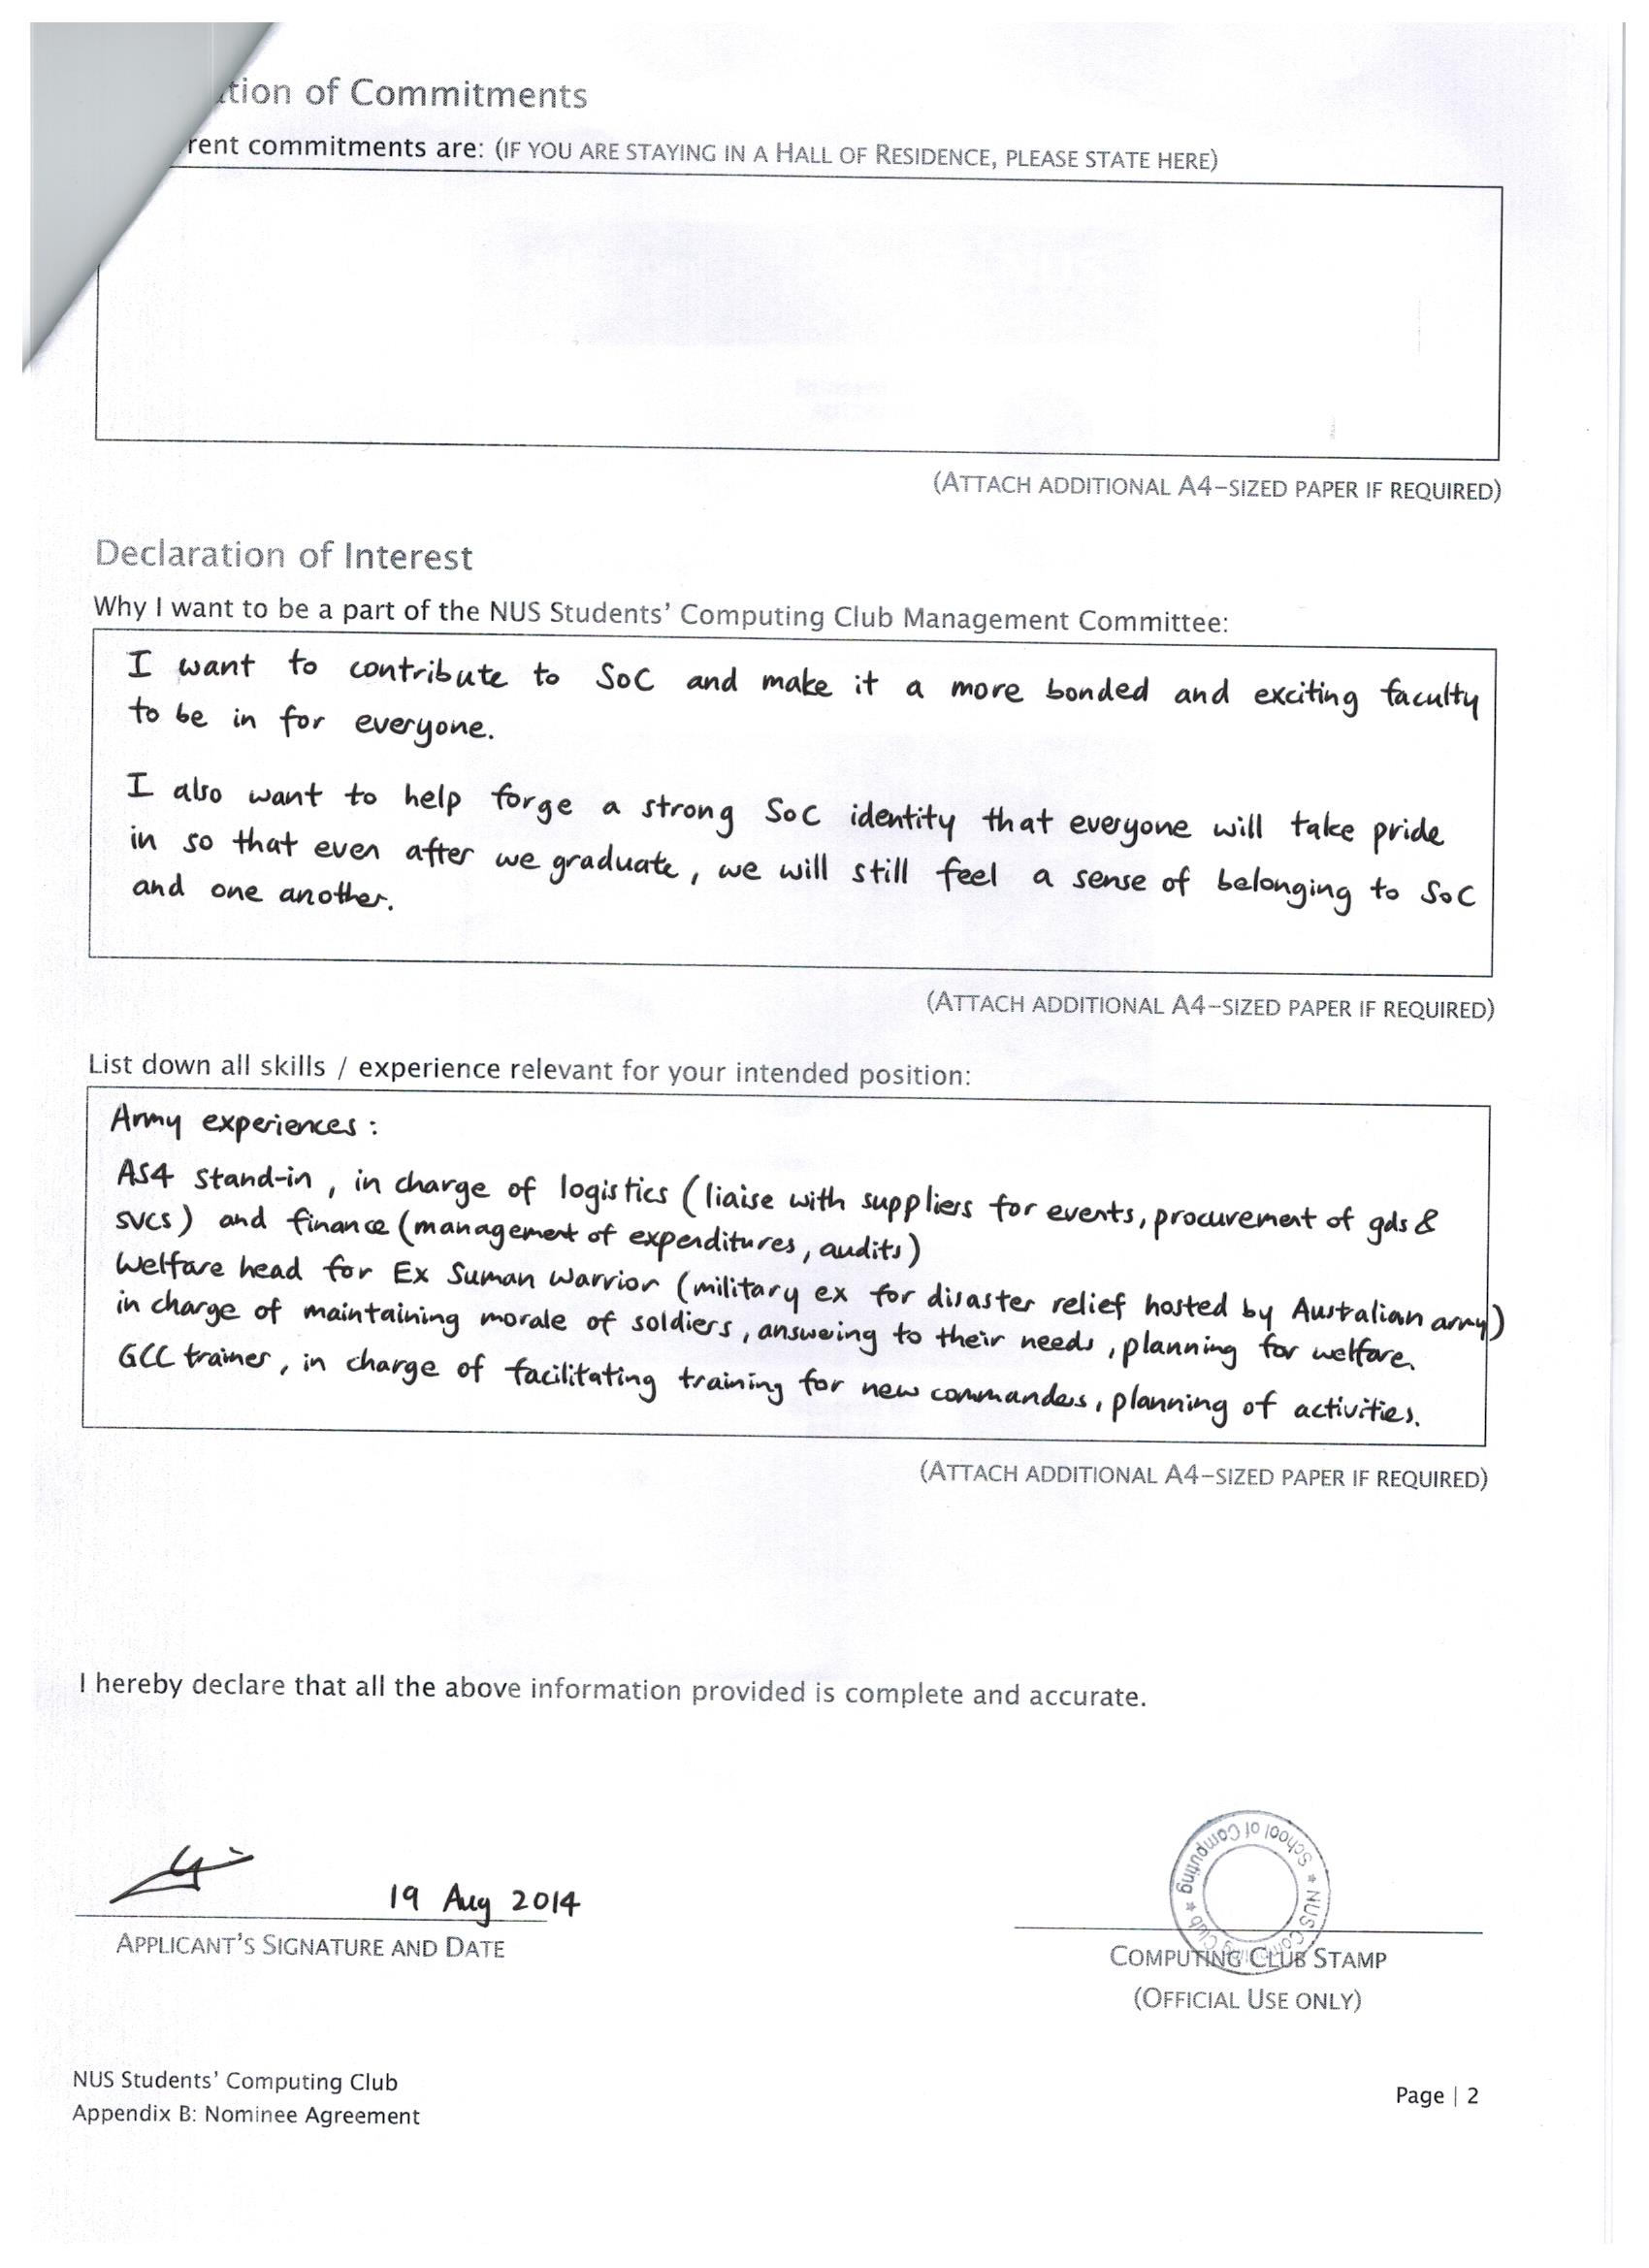 tion of Commitments
rent commitments are: (IF YOU ARE STAYING IN A HALL OF RESIDENCE, PLEASE STATE HERE)
(ATTACH ADDITIONAL A4-SIZED PAPER IF REQUIRED)
Declaration of Interest
Why I want to be a part of the NUS Students' Computing Club Management Committee:
I want to contribute to SoC and make it a more bonded and exciting faculty
to be in for everyone.
I also want to help forge a strong SoC identity that everyone will take pride
in so that even after we graduate, we will still feel a sense of belonging to SoC
and one another.
(ATTACH ADDITIONAL A4-SIZED PAPER IF REQUIRED)
List down all skills / experience relevant for your intended position:
Army experiences:
AS4 stand-in, in charge of logistics (liaise with suppliers for events, procurement of gds &
svcs) and finance (management of expenditures, audits)
Welfare head for Ex Suman Warrior (military ex for disaster relief hosted by Australian army)
in charge of maintaining morale of soldiers, answering to their needs, planning for welfare.
GCC trainer, in charge of facilitating training for new commanders, planning of activities.
(ATTACH ADDITIONAL A4-SIZED PAPER IF REQUIRED)
I hereby declare that all the above information provided is complete and accurate.
19 Aug 2014
APPLICANT'S SIGNATURE AND DATE
School of Computing * NUS Computing Club *
COMPUTING CLUB STAMP
(OFFICIAL USE ONLY)
NUS Students' Computing Club
Appendix B: Nominee Agreement
Page | 2